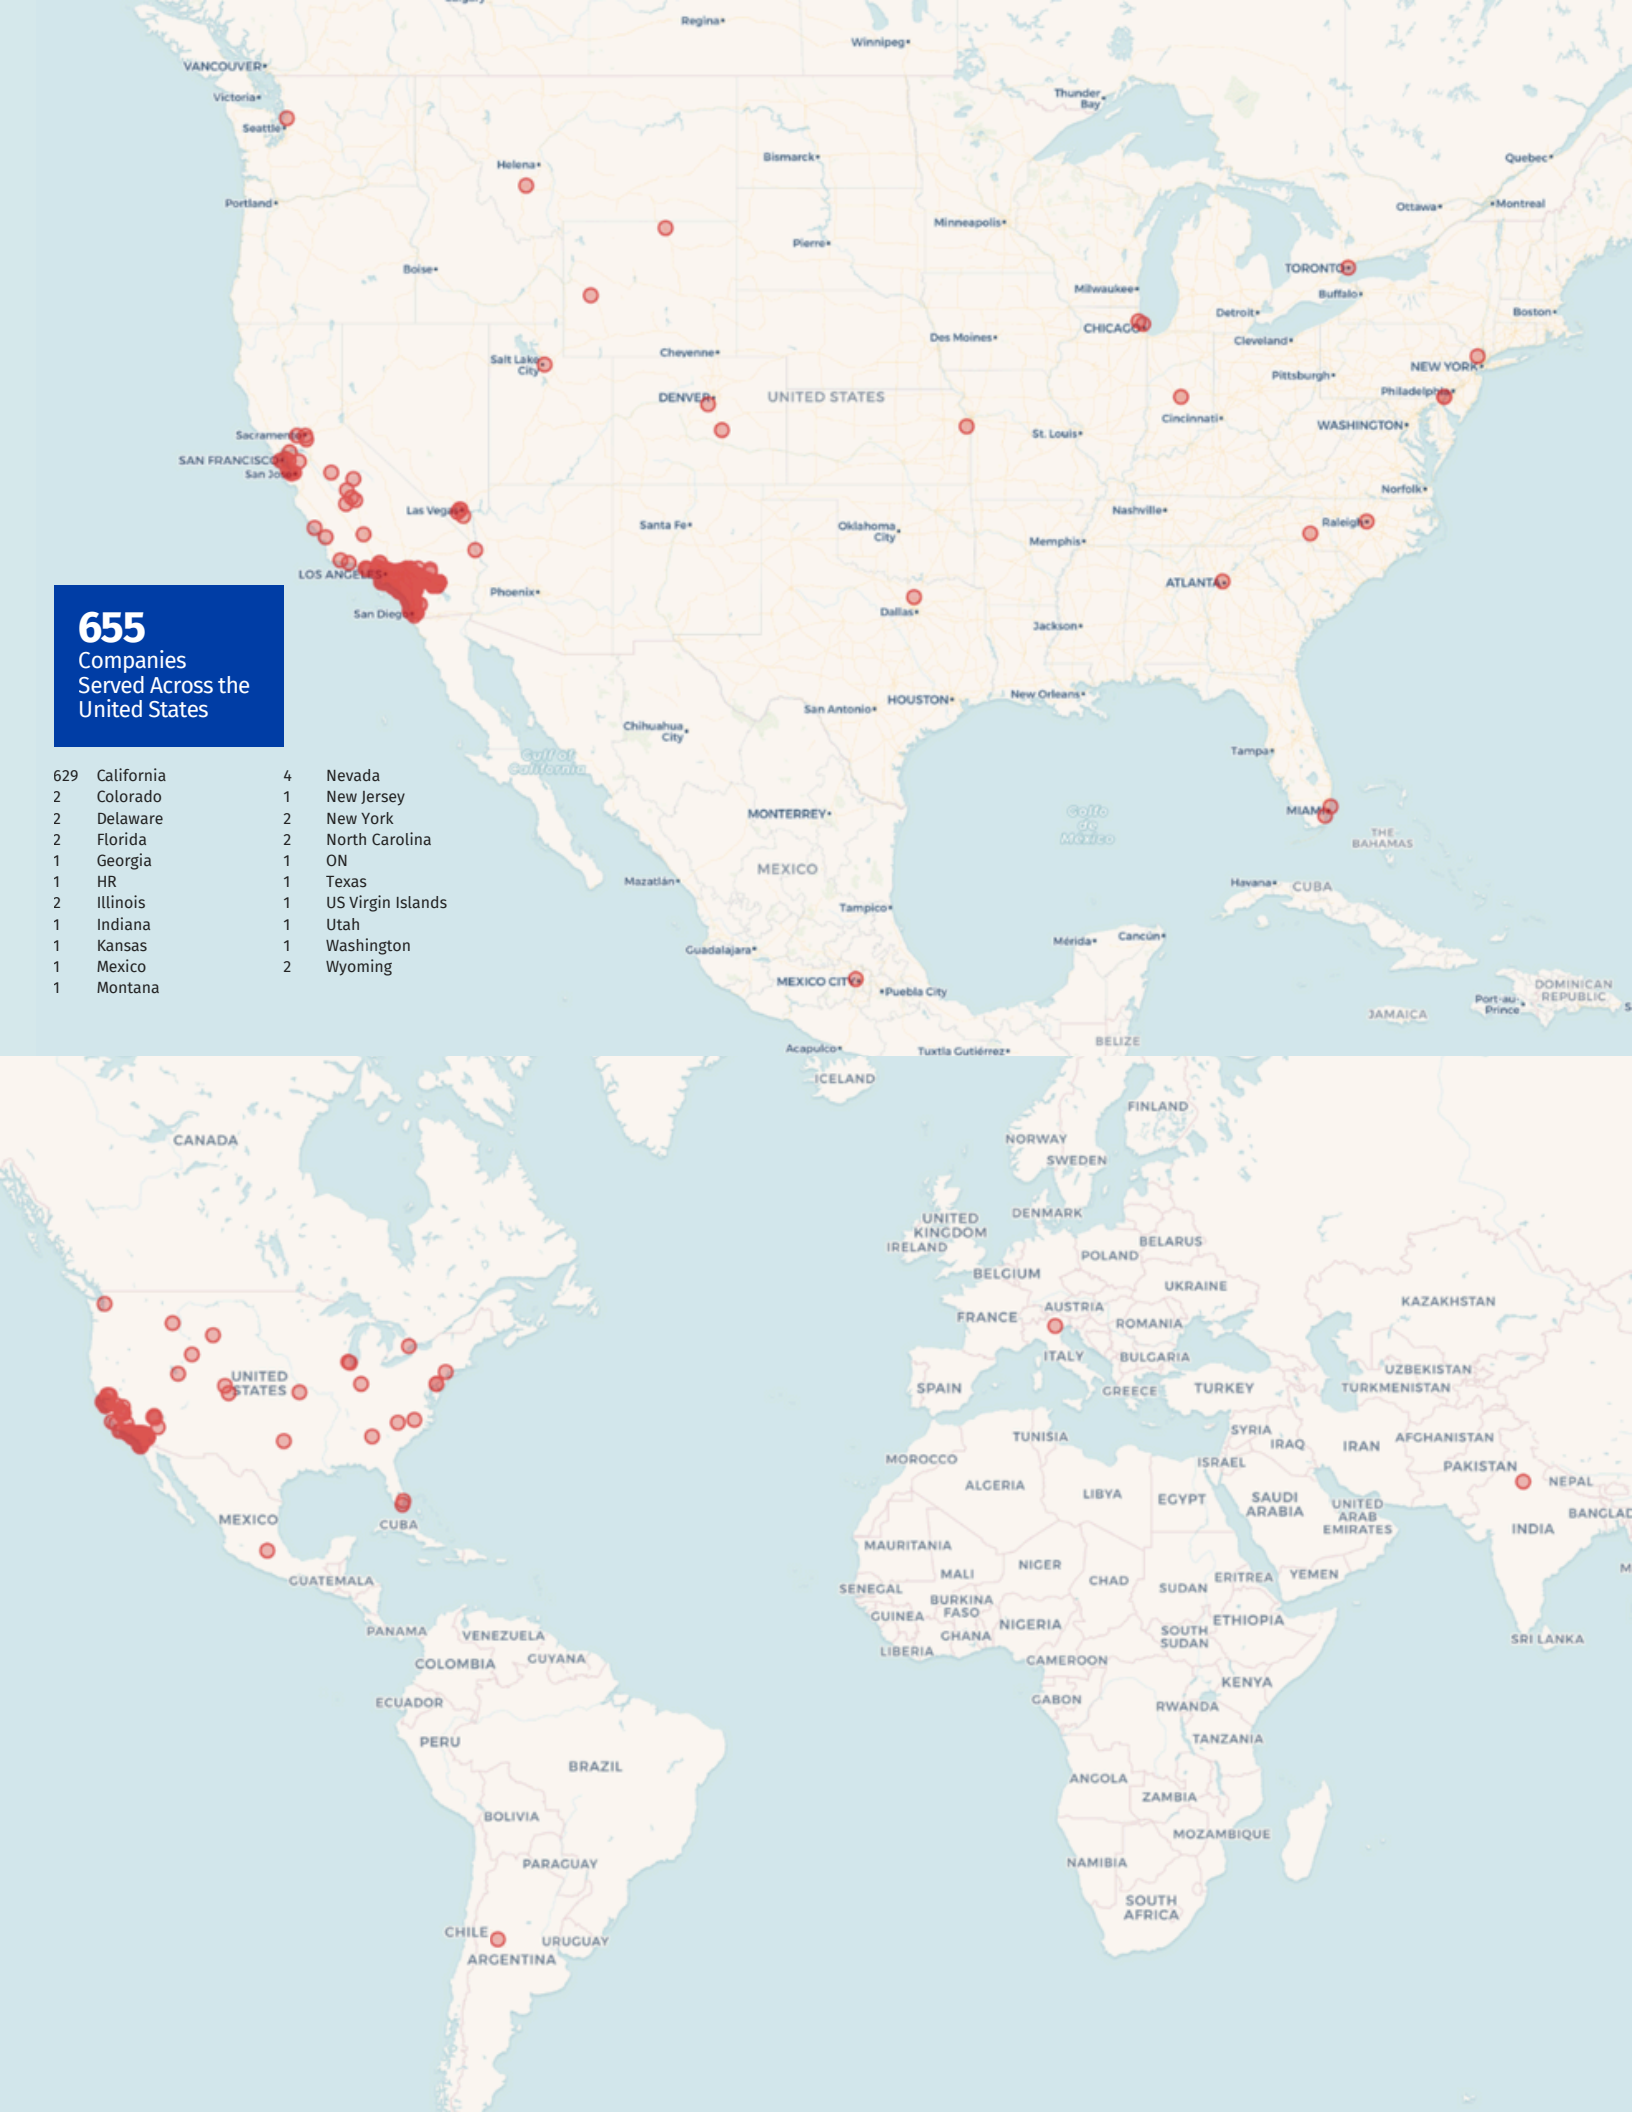 Regina
Winnipeg
VANCOUVER
Victoria
Thunder
Bay
Seattle
Helena
Bismarck
Quebec
Portland
Ottawa
Montreal
Minneapolis
Pierre
Boise
TORONTO
Milwaukee
Buffalo
CHICAGO
Detroit
Boston
Salt Lake
City
Cheyenne
Des Moines
Cleveland
NEW YORK
Pittsburgh
DENVER
UNITED STATES
Philadelphia
Cincinnati
WASHINGTON
Sacramento
St. Louis
SAN FRANCISCO
San Jose
Norfolk
Las Vegas
Santa Fe
Oklahoma
City
Nashville
Raleigh
Memphis
LOS ANGELES
Phoenix
ATLANTA
San Diego
Dallas
Jackson
655
Companies
Served Across the
United States
San Antonio
HOUSTON
New Orleans
Chihuahua
City
Gulf of
California
Tampa
629 California
2 Colorado
2 Delaware
2 Florida
1 Georgia
1 HR
2 Illinois
1 Indiana
1 Kansas
1 Mexico
1 Montana
4 Nevada
1 New Jersey
2 New York
2 North Carolina
1 ON
1 Texas
1 US Virgin Islands
1 Utah
1 Washington
2 Wyoming
MONTERREY
Golfo
de
México
MIAMI
THE
BAHAMAS
MEXICO
Mazatlán
Havana
CUBA
Tampico
Guadalajara
Mérida
Cancún
MEXICO CITY
Puebla City
DOMINICAN
REPUBLIC
Port-au-
Prince
JAMAICA
BELIZE
Acapulco
Tuxtla Gutiérrez
ICELAND
FINLAND
CANADA
NORWAY
SWEDEN
UNITED
KINGDOM
DENMARK
IRELAND
BELARUS
POLAND
BELGIUM
UKRAINE
KAZAKHSTAN
FRANCE
AUSTRIA
ROMANIA
ITALY
BULGARIA
UZBEKISTAN
UNITED
STATES
SPAIN
GREECE
TURKEY
TURKMENISTAN
TUNISIA
SYRIA
IRAQ
IRAN
AFGHANISTAN
MOROCCO
ISRAEL
PAKISTAN
ALGERIA
LIBYA
EGYPT
SAUDI
ARABIA
NEPAL
UNITED
ARAB
EMIRATES
BANGLAD
MEXICO
CUBA
INDIA
MAURITANIA
NIGER
GUATEMALA
MALI
CHAD
SUDAN
ERITREA
YEMEN
SENEGAL
BURKINA
FASO
GUINEA
NIGERIA
ETHIOPIA
PANAMA
VENEZUELA
GHANA
SOUTH
SUDAN
SRI LANKA
LIBERIA
COLOMBIA
GUYANA
CAMEROON
KENYA
ECUADOR
GABON
RWANDA
PERU
TANZANIA
BRAZIL
ANGOLA
ZAMBIA
BOLIVIA
MOZAMBIQUE
PARAGUAY
NAMIBIA
SOUTH
AFRICA
CHILE
URUGUAY
ARGENTINA